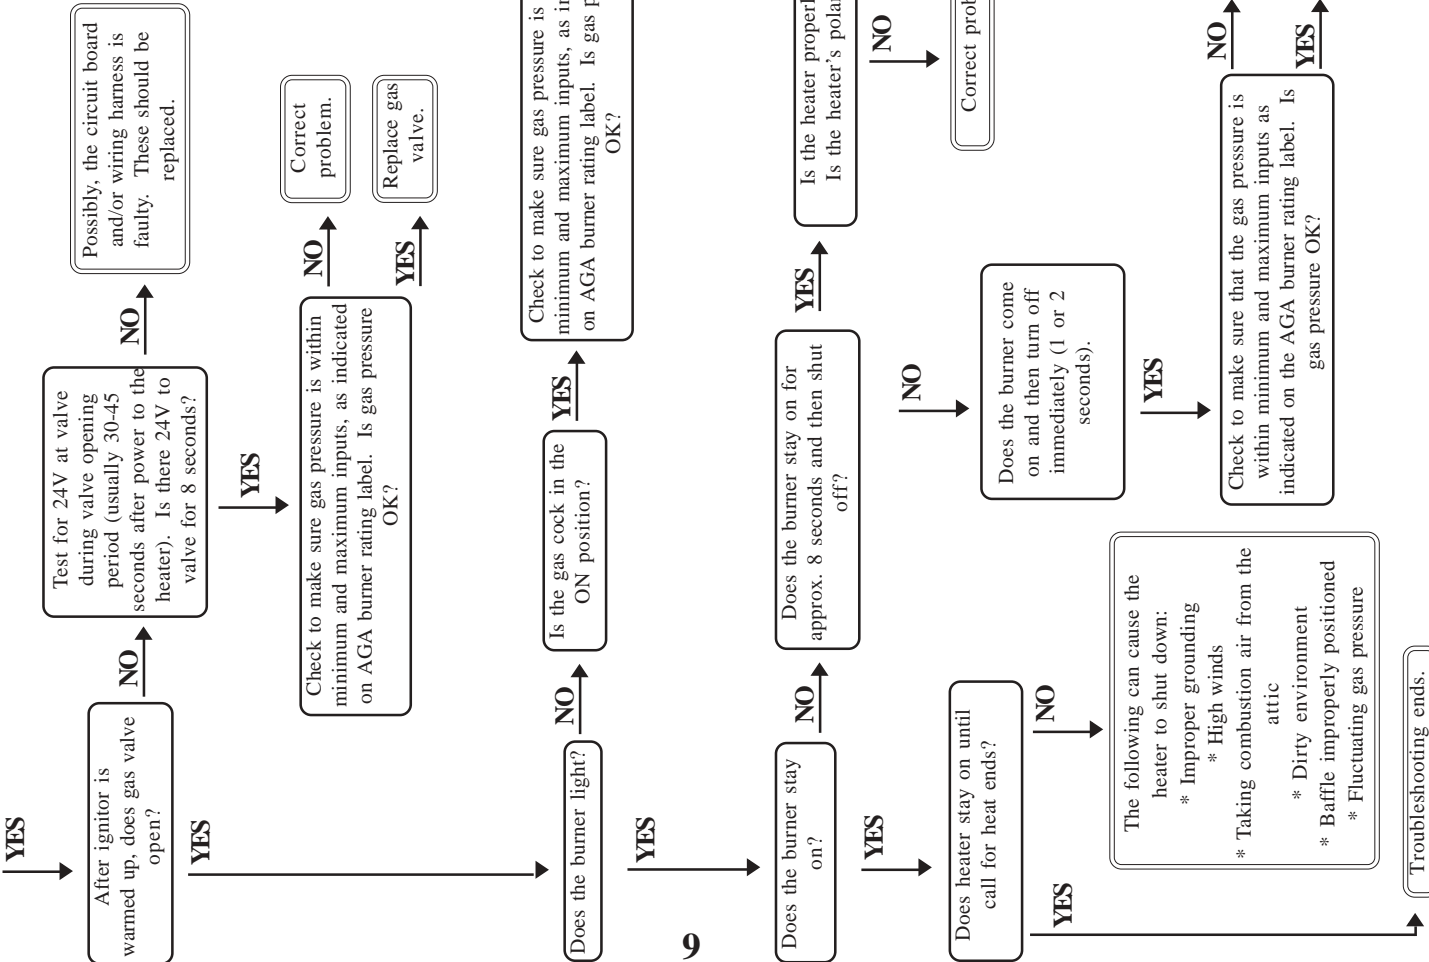 YES
After ignitor is
warmed up, does gas valve
open?
NO
Test for 24V at valve
during valve opening
period (usually 30-45
seconds after power to the
heater). Is there 24V to
valve for 8 seconds?
NO
Possibly, the circuit board
and/or wiring harness is
faulty. These should be
replaced.
YES
Check to make sure gas pressure is within
minimum and maximum inputs, as indicated
on AGA burner rating label. Is gas pressure
OK?
NO
Correct
problem.
YES
Replace gas
valve.
YES
Does the burner light?
NO
Is the gas cock in the
ON position?
YES
Check to make sure gas pressure is
minimum and maximum inputs, as in
on AGA burner rating label. Is gas p
OK?
YES
Does the burner stay
on?
NO
Does the burner stay on for
approx. 8 seconds and then shut
off?
YES
Is the heater properl
Is the heater's polar
NO
Correct prob
NO
Does the burner come
on and then turn off
immediately (1 or 2
seconds).
YES
Check to make sure that the gas pressure is
within minimum and maximum inputs as
indicated on the AGA burner rating label. Is
gas pressure OK?
NO
YES
YES
Does heater stay on until
call for heat ends?
NO
The following can cause the
heater to shut down:
* Improper grounding
* High winds
* Taking combustion air from the
attic
* Dirty environment
* Baffle improperly positioned
* Fluctuating gas pressure
YES
Troubleshooting ends.
9